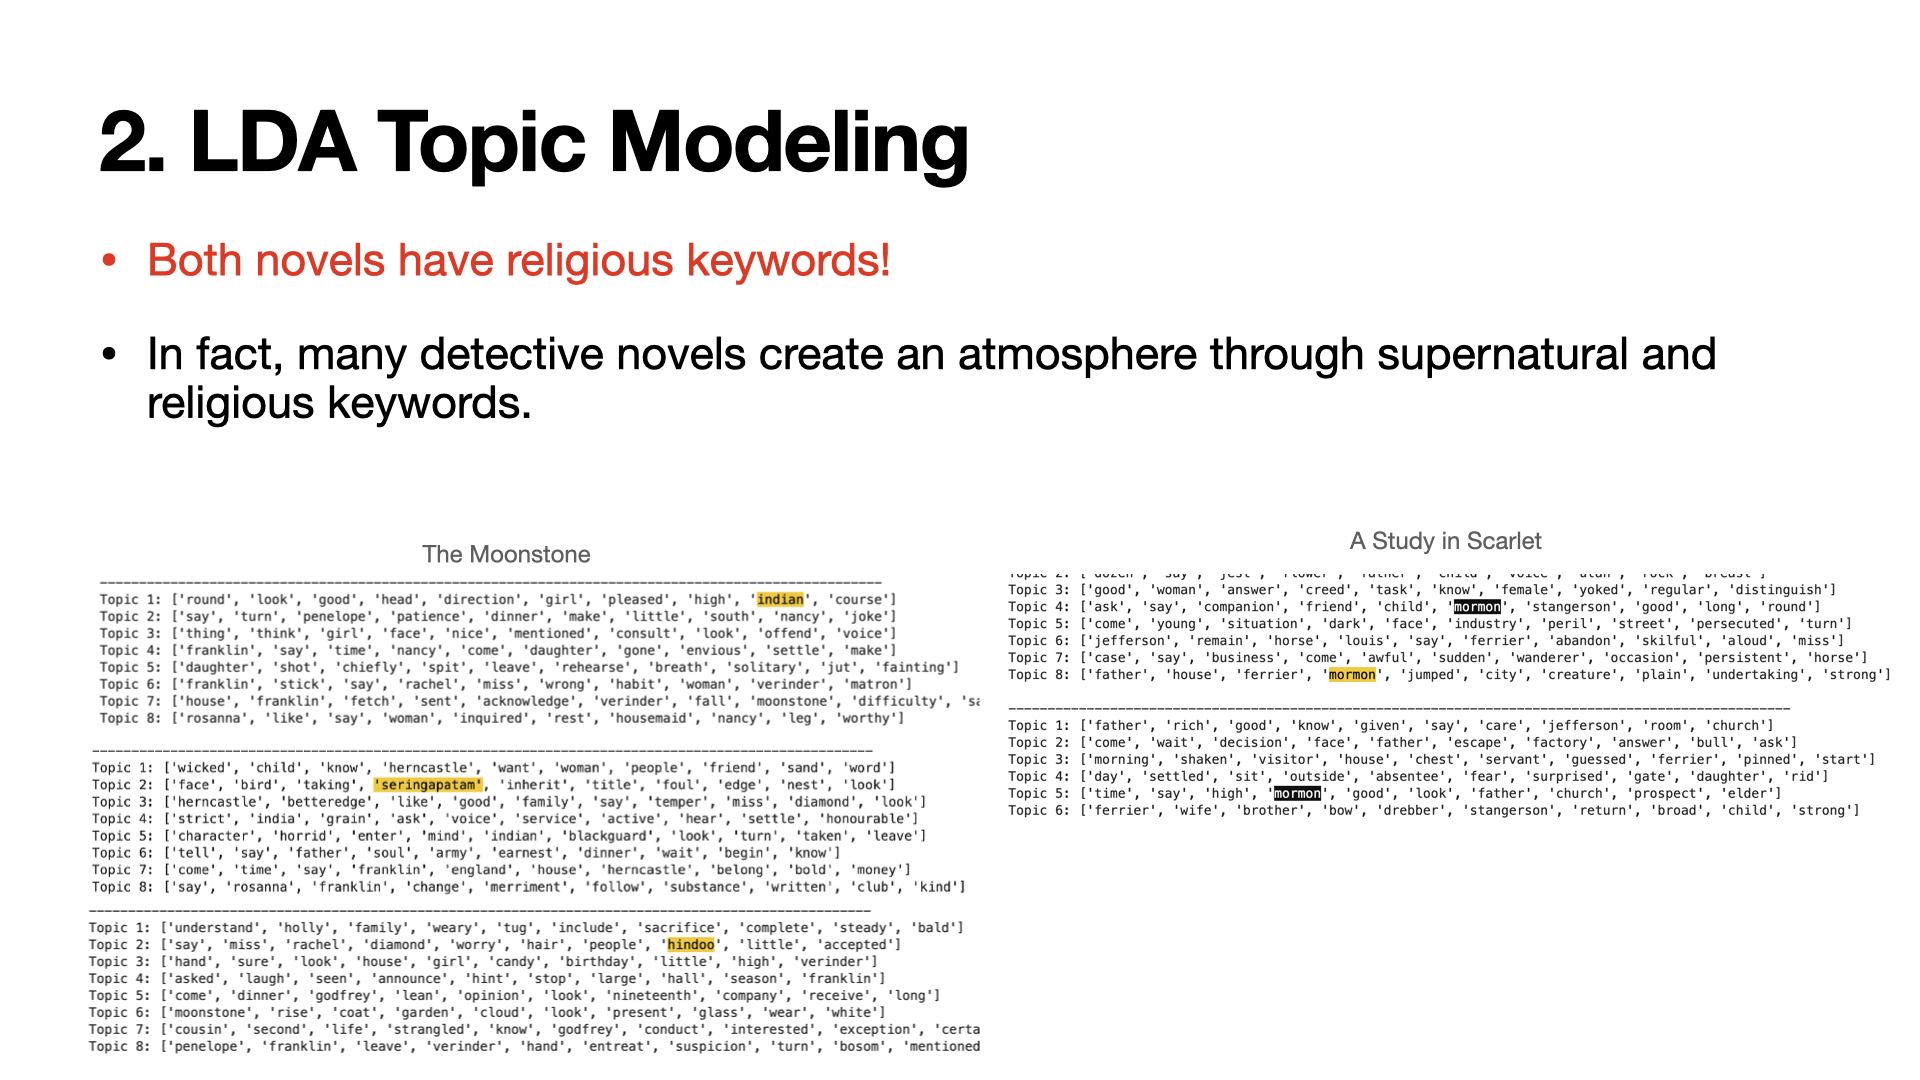 2. LDA Topic Modeling
• Both novels have religious keywords!
• In fact, many detective novels create an atmosphere through supernatural and
religious keywords.
The Moonstone
Topic 1: ['round', 'look', 'good', 'head', 'direction', 'girl', 'pleased', 'high', 'indian', 'course']
Topic 2: ['say', 'turn', 'penelope', 'patience', 'dinner', 'make', 'little', 'south', 'nancy', 'joke']
Topic 3: ['thing', 'think', 'girl', 'face', 'nice', 'mentioned', 'consult', 'look', 'offend', 'voice']
Topic 4: ['franklin', 'say', 'time', 'nancy', 'come', 'daughter', 'gone', 'envious', 'settle', 'make']
Topic 5: ['daughter', 'shot', 'chiefly', 'spit', 'leave', 'rehearse', 'breath', 'solitary', 'jut', 'fainting']
Topic 6: ['franklin', 'stick', 'say', 'rachel', 'miss', 'wrong', 'habit', 'woman', 'verinder', 'matron']
Topic 7: ['house', 'franklin', 'fetch', 'sent', 'acknowledge', 'verinder', 'fall', 'moonstone', 'difficulty', 'sa
Topic 8: ['rosanna', 'like', 'say', 'woman', 'inquired', 'rest', 'housemaid', 'nancy', 'leg', 'worthy']
Topic 1: ['wicked', 'child', 'know', 'herncastle', 'want', 'woman', 'people', 'friend', 'sand', 'word']
Topic 2: ['face', 'bird', 'taking', 'seringapatam', 'inherit', 'title', 'foul', 'edge', 'nest', 'look']
Topic 3: ['herncastle', 'betteredge', 'like', 'good', 'family', 'say', 'temper', 'miss', 'diamond', 'look']
Topic 4: ['strict', 'india', 'grain', 'ask', 'voice', 'service', 'active', 'hear', 'settle', 'honourable']
Topic 5: ['character', 'horrid', 'enter', 'mind', 'indian', 'blackguard', 'look', 'turn', 'taken', 'leave']
Topic 6: ['tell', 'say', 'father', 'soul', 'army', 'earnest', 'dinner', 'wait', 'begin', 'know']
Topic 7: ['come', 'time', 'say', 'franklin', 'england', 'house', 'herncastle', 'belong', 'bold', 'money']
Topic 8: ['say', 'rosanna', 'franklin', 'change', 'merriment', 'follow', 'substance', 'written', 'club', 'kind']
Topic 1: ['understand', 'holly', 'family', 'weary', 'tug', 'include', 'sacrifice', 'complete', 'steady', 'bald']
Topic 2: ['say', 'miss', 'rachel', 'diamond', 'worry', 'hair', 'people', 'hindoo', 'little', 'accepted']
Topic 3: ['hand', 'sure', 'look', 'house', 'girl', 'candy', 'birthday', 'little', 'high', 'verinder']
Topic 4: ['asked', 'laugh', 'seen', 'announce', 'hint', 'stop', 'large', 'hall', 'season', 'franklin']
Topic 5: ['come', 'dinner', 'godfrey', 'lean', 'opinion', 'look', 'nineteenth', 'company', 'receive', 'long']
Topic 6: ['moonstone', 'rise', 'coat', 'garden', 'cloud', 'look', 'present', 'glass', 'wear', 'white']
Topic 7: ['cousin', 'second', 'life', 'strangled', 'know', 'godfrey', 'conduct', 'interested', 'exception', 'certa
Topic 8: ['penelope', 'franklin', 'leave', 'verinder', 'hand', 'entreat', 'suspicion', 'turn', 'bosom', 'mentioned
A Study in Scarlet
Topic 2: ['dozen', 'say', 'jest', 'flower', 'father', 'child', 'voice', 'rock', 'breast']
Topic 3: ['good', 'woman', 'answer', 'creed', 'task', 'know', 'female', 'yoked', 'regular', 'distinguish']
Topic 4: ['ask', 'say', 'companion', 'friend', 'child', 'mormon', 'stangerson', 'good', 'long', 'round']
Topic 5: ['come', 'young', 'situation', 'dark', 'face', 'industry', 'peril', 'street', 'persecuted', 'turn']
Topic 6: ['jefferson', 'remain', 'horse', 'louis', 'say', 'ferrier', 'abandon', 'skilful', 'aloud', 'miss']
Topic 7: ['case', 'say', 'business', 'come', 'awful', 'sudden', 'wanderer', 'occasion', 'persistent', 'horse']
Topic 8: ['father', 'house', 'ferrier', 'mormon', 'jumped', 'city', 'creature', 'plain', 'undertaking', 'strong']
Topic 1: ['father', 'rich', 'good', 'know', 'given', 'say', 'care', 'jefferson', 'room', 'church']
Topic 2: ['come', 'wait', 'decision', 'face', 'father', 'escape', 'factory', 'answer', 'bull', 'ask']
Topic 3: ['morning', 'shaken', 'visitor', 'house', 'chest', 'servant', 'guessed', 'ferrier', 'pinned', 'start']
Topic 4: ['day', 'settled', 'sit', 'outside', 'absentee', 'fear', 'surprised', 'gate', 'daughter', 'rid']
Topic 5: ['time', 'say', 'high', 'mormon', 'good', 'look', 'father', 'church', 'prospect', 'elder']
Topic 6: ['ferrier', 'wife', 'brother', 'bow', 'drebber', 'stangerson', 'return', 'broad', 'child', 'strong']